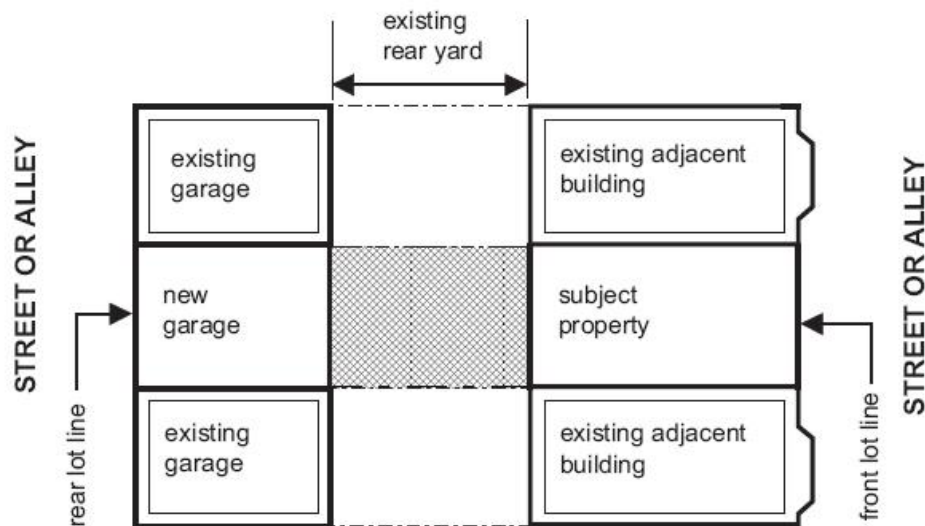 existing
rear yard
existing
garage
existing adjacent
building
STREET OR ALLEY
STREET OR ALLEY
new
garage
subject
property
existing
garage
existing adjacent
building
rear lot line
front lot line